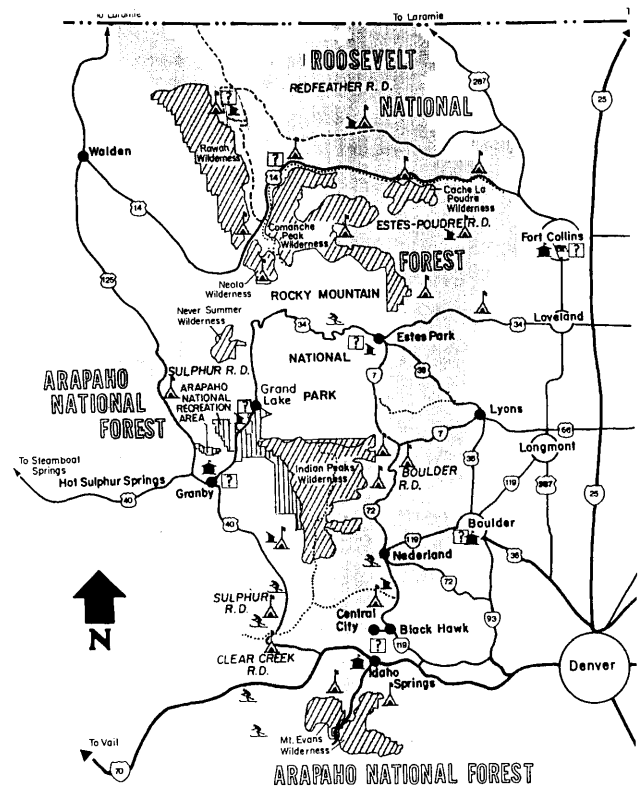 To Laramie
To Laramie
ROOSEVELT
REDFEATHER R.D.
NATIONAL
287
25
?
Rawah
Wilderness
Walden
?
14
14
Cache La
Poudre
Wilderness
Comanche
Peak
Wilderness
ESTES-POUDRE R.D.
Fort Collins
?
FOREST
125
Neota
Wilderness
ROCKY MOUNTAIN
Never Summer
Wilderness
34
34
Loveland
34
?
Estes Park
NATIONAL
SULPHUR R.D.
PARK
7
36
ARAPAHO
NATIONAL
FOREST
ARAPAHO
NATIONAL
RECREATION
AREA
?
Grand
Lake
Lyons
7
66
Longmont
To Steamboat
Springs
Hot Sulphur Springs
40
Granby
?
Indian Peaks
Wilderness
BOULDER
R.D.
36
119
287
25
40
72
Boulder
?
119
36
Nederland
72
N
SULPHUR
R.D.
Central
City
Black Hawk
?
119
93
CLEAR CREEK
R.D.
Idaho
Springs
Denver
To Vail
70
Mt. Evans
Wilderness
ARAPAHO NATIONAL FOREST